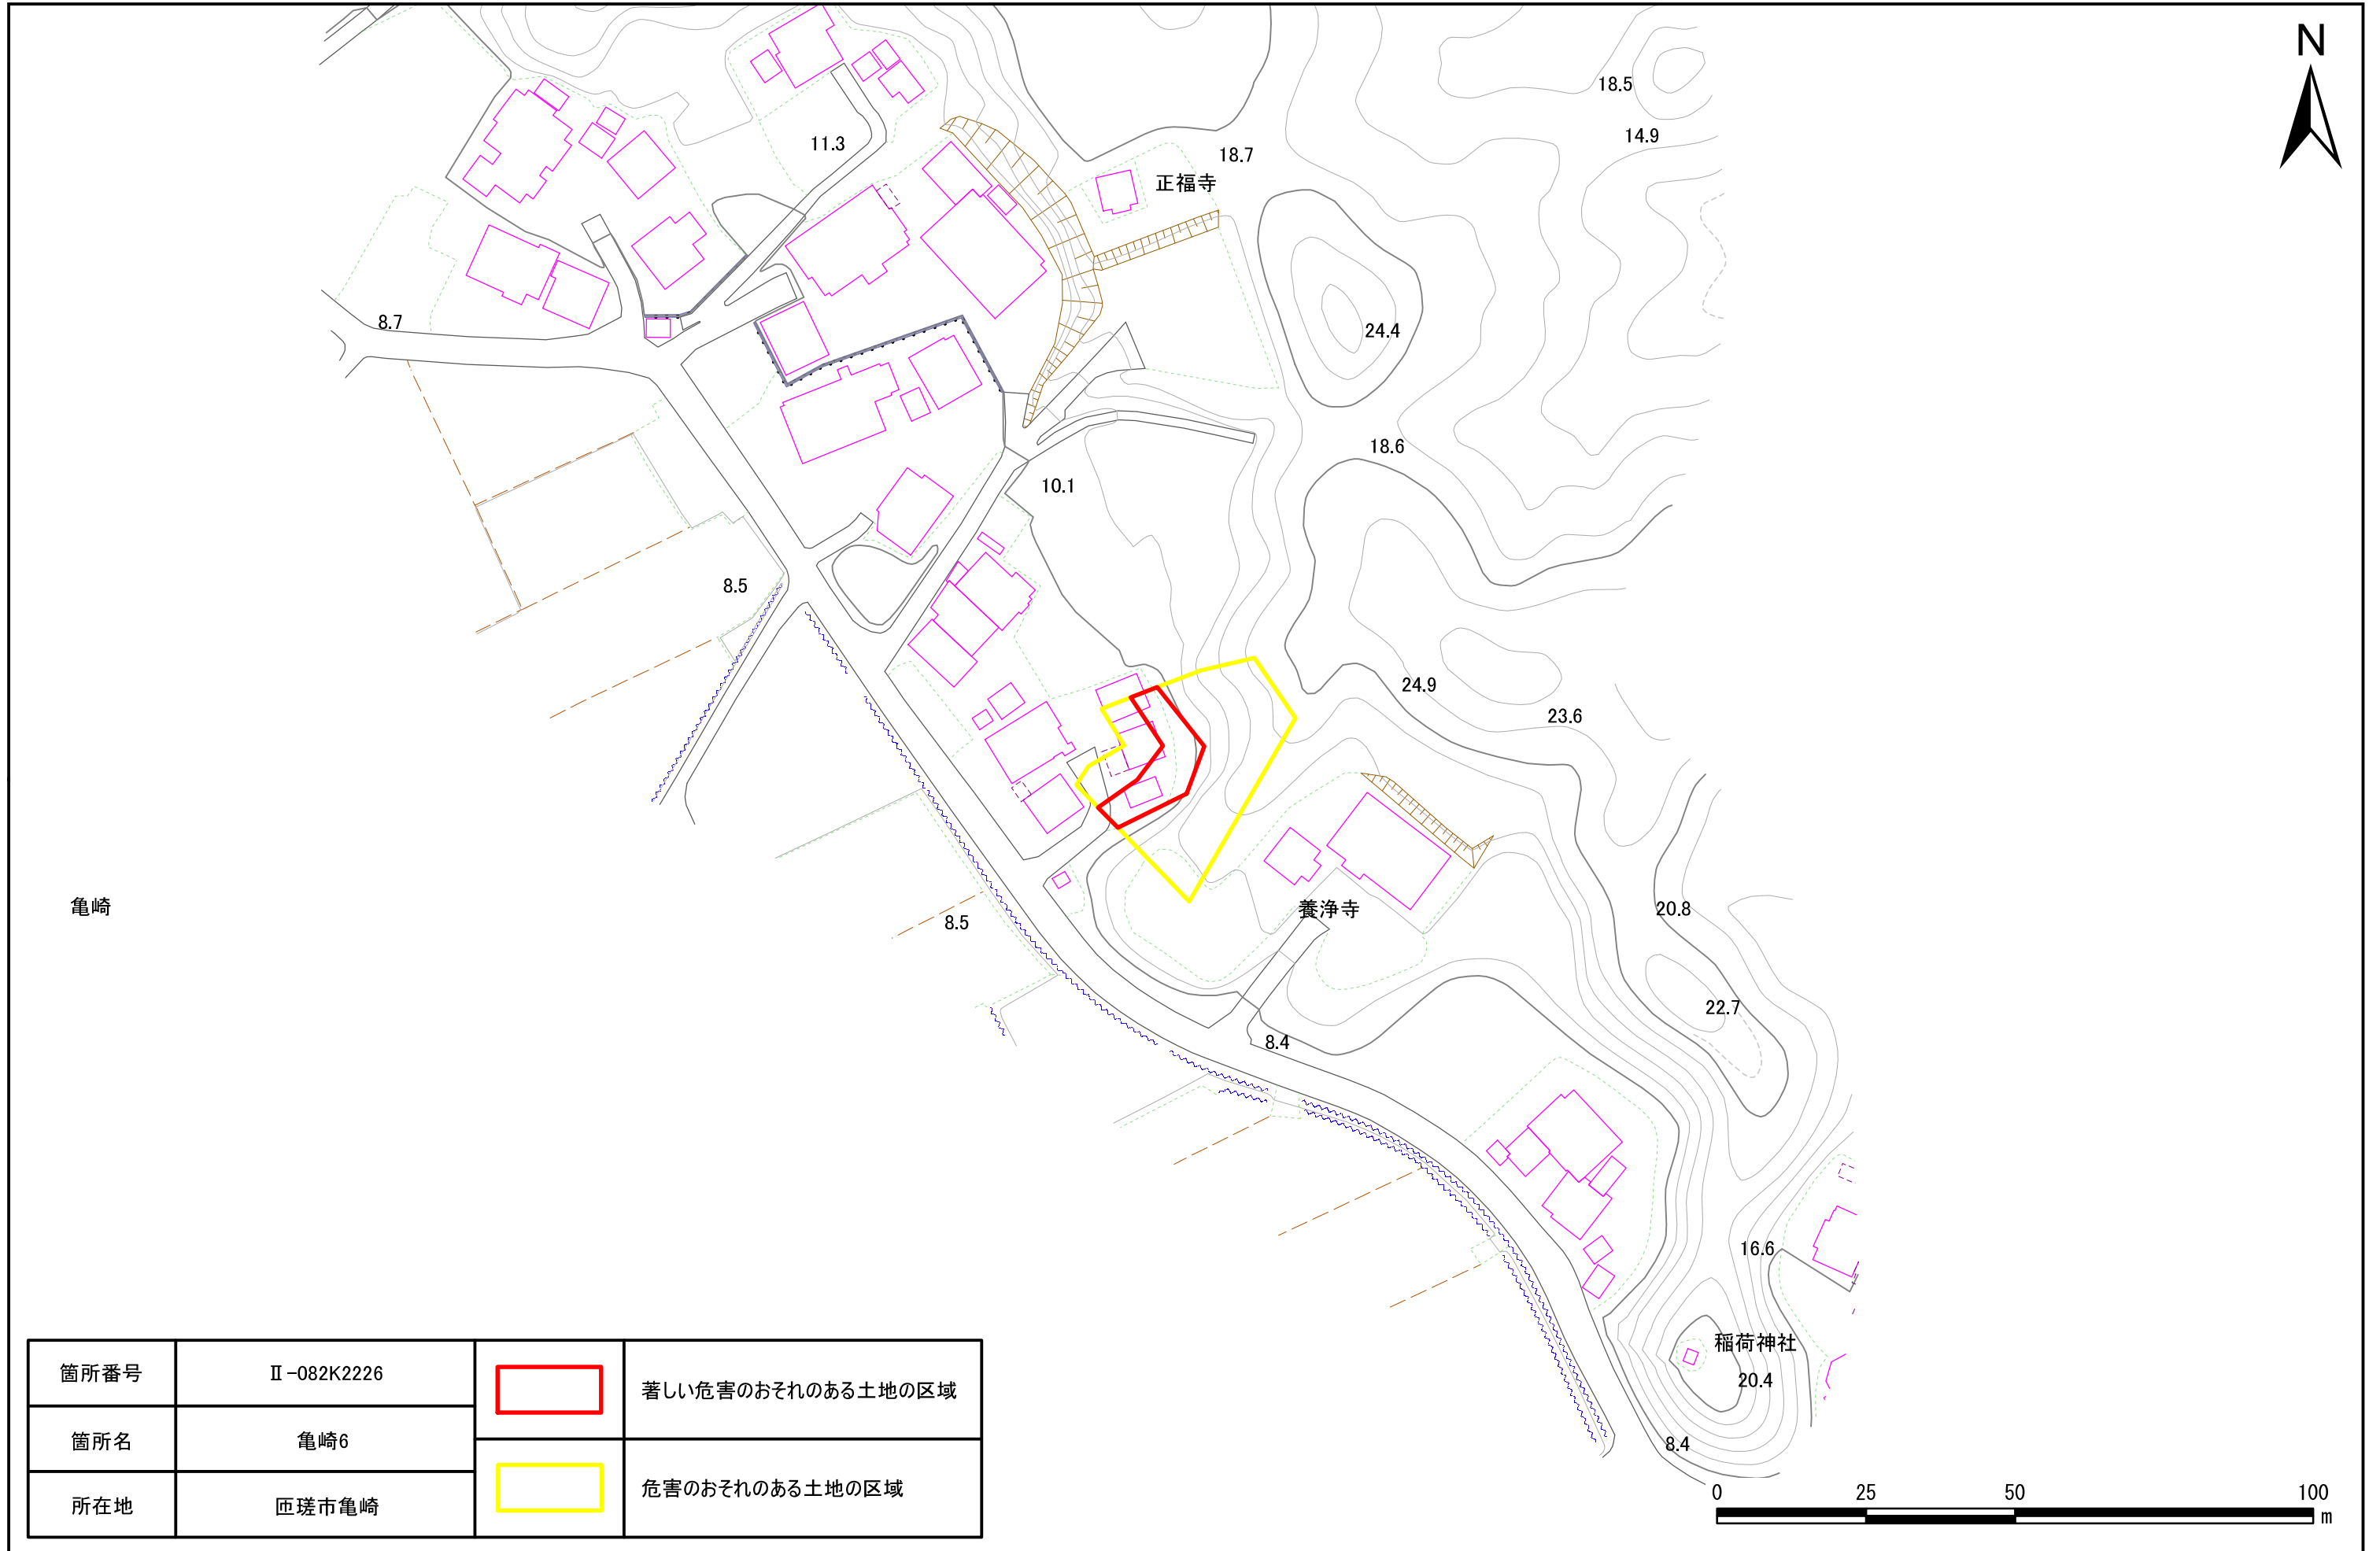 N
18.5
14.9
11.3
18.7
正福寺
8.7
24.4
18.6
10.1
8.5
24.9
23.6
亀崎
養浄寺
20.8
8.5
22.7
8.4
16.6
稲荷神社
20.4
8.4
箇所番号 Ⅱ-082K2226
箇所名 亀崎6
所在地 匝瑳市亀崎
著しい危害のおそれのある土地の区域
危害のおそれのある土地の区域
0 25 50 100
m